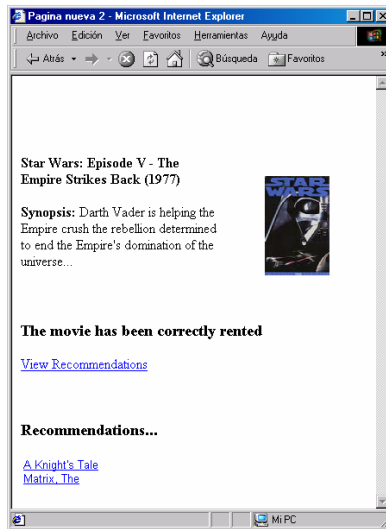 Pagina nueva 2 - Microsoft Internet Explorer
Archivo Edición Ver Favoritos Herramientas Ayuda
Atrás Búsqueda Favoritos »
Star Wars: Episode V - The
Empire Strikes Back (1977)
STAR
WARS
Synopsis: Darth Vader is helping the
Empire crush the rebellion determined
to end the Empire's domination of the
universe...
The movie has been correctly rented
View Recommendations
Recommendations...
A Knight's Tale
Matrix, The
Mi PC